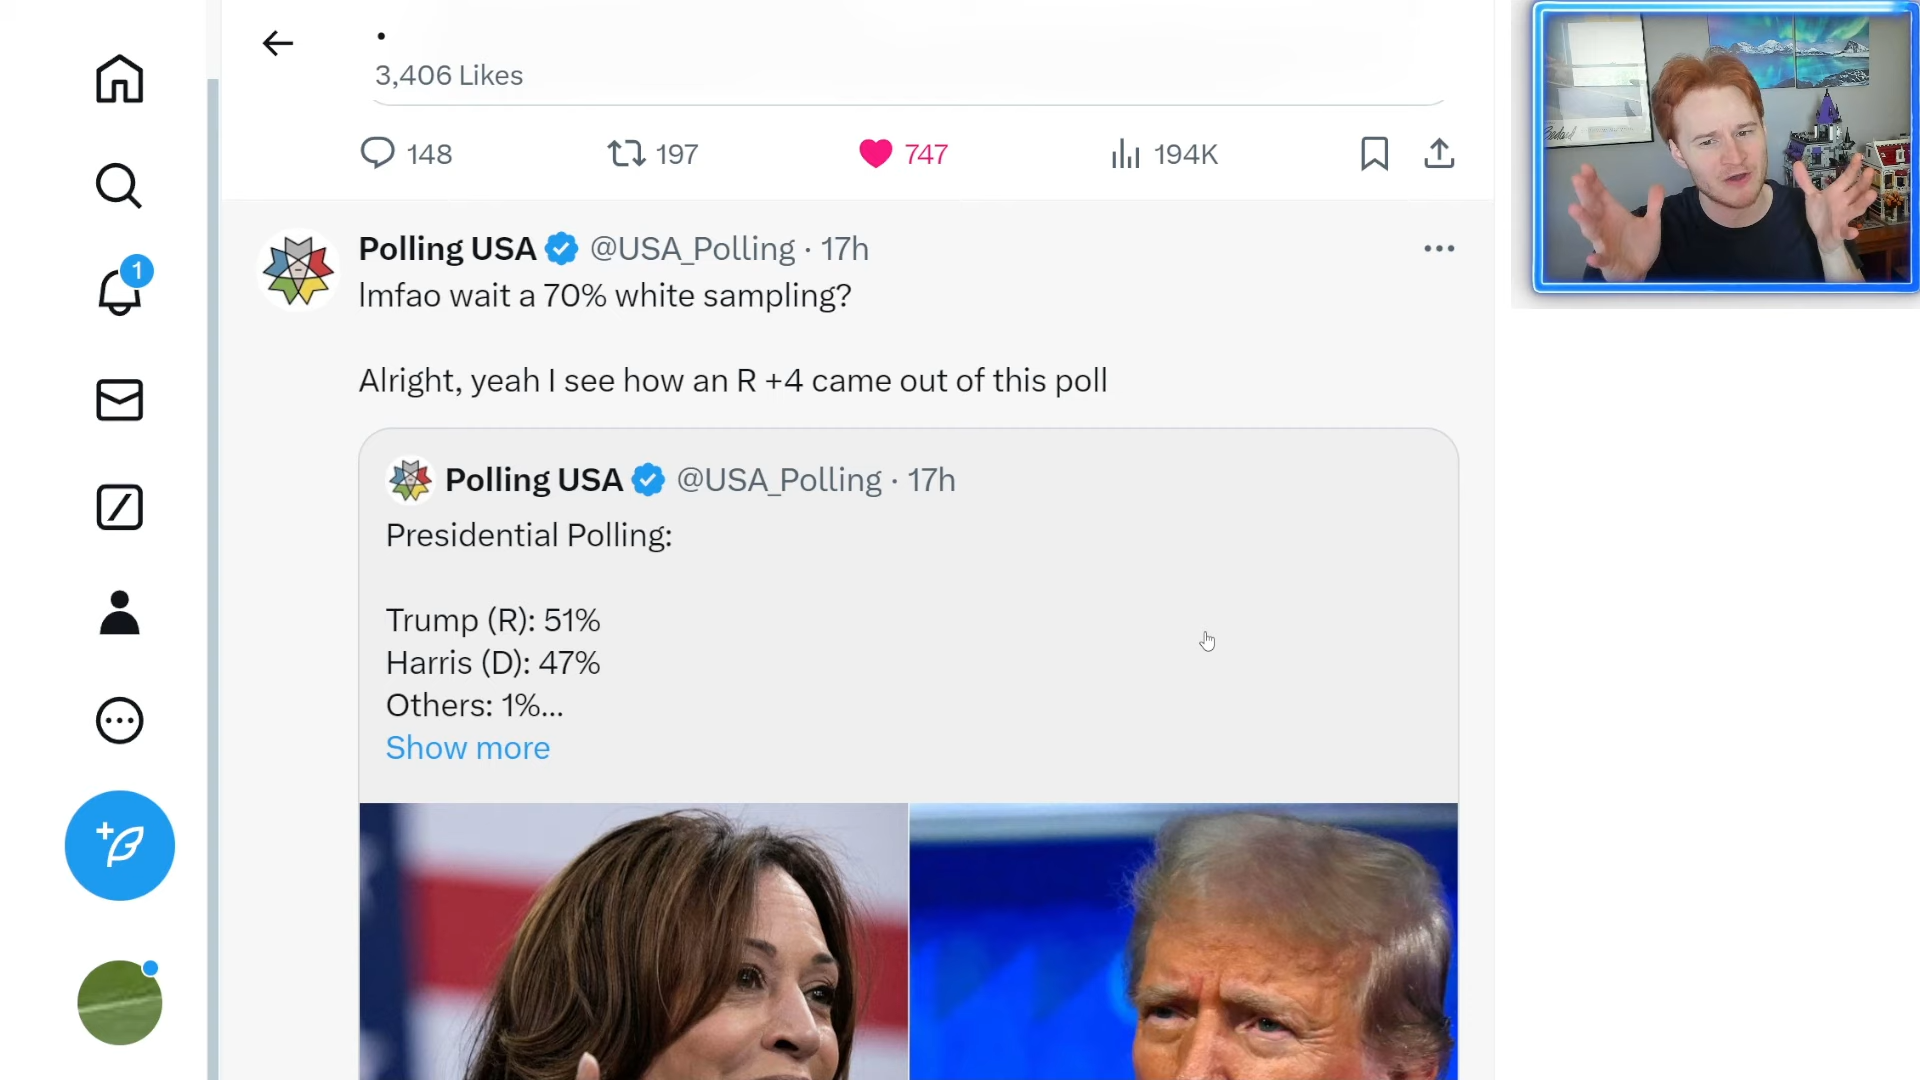 3,406 Likes
148
197
747
194K
Polling USA @USA_Polling · 17h
lmfao wait a 70% white sampling?
Alright, yeah I see how an R +4 came out of this poll
Polling USA @USA_Polling · 17h
Presidential Polling:
Trump (R): 51%
Harris (D): 47%
Others: 1%...
Show more
1